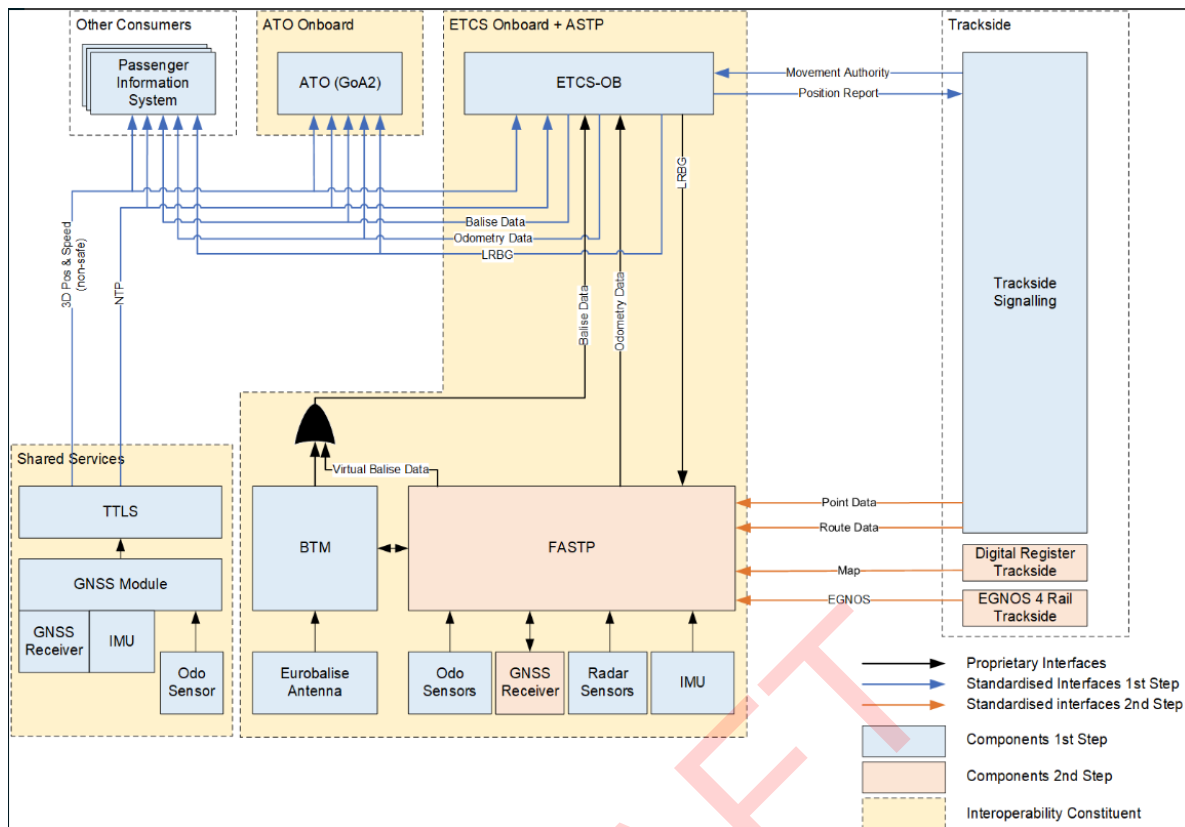 Other Consumers
Passenger
Information
System
ATO Onboard
ATO (GoA2)
ETCS Onboard + ASTP
ETCS-OB
Trackside
Movement Authority
Position Report
LRBG
Balise Data
Odometry Data
LRBG
3D Pos & Speed
(non-safe)
NTP
Balise Data
Odometry Data
Trackside
Signalling
Shared Services
TTLS
GNSS Module
GNSS
Receiver
IMU
Odo
Sensor
Virtual Balise Data
BTM
FASTP
Eurobalise
Antenna
Odo
Sensors
GNSS
Receiver
Radar
Sensors
IMU
Point Data
Route Data
Map
EGNOS
Digital Register
Trackside
EGNOS 4 Rail
Trackside
Proprietary Interfaces
Standardised Interfaces 1st Step
Standardised interfaces 2nd Step
Components 1st Step
Components 2nd Step
Interoperability Constituent